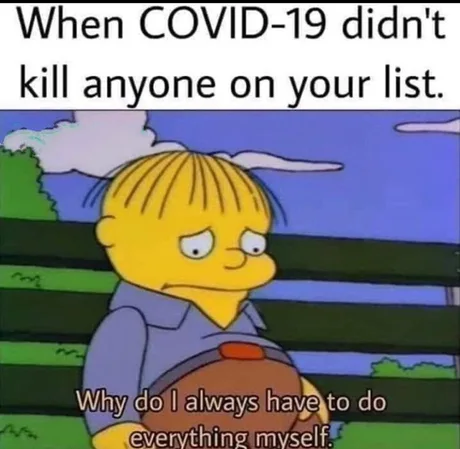 When COVID-19 didn't
kill anyone on your list.
Why do I always have to do
everything myself.